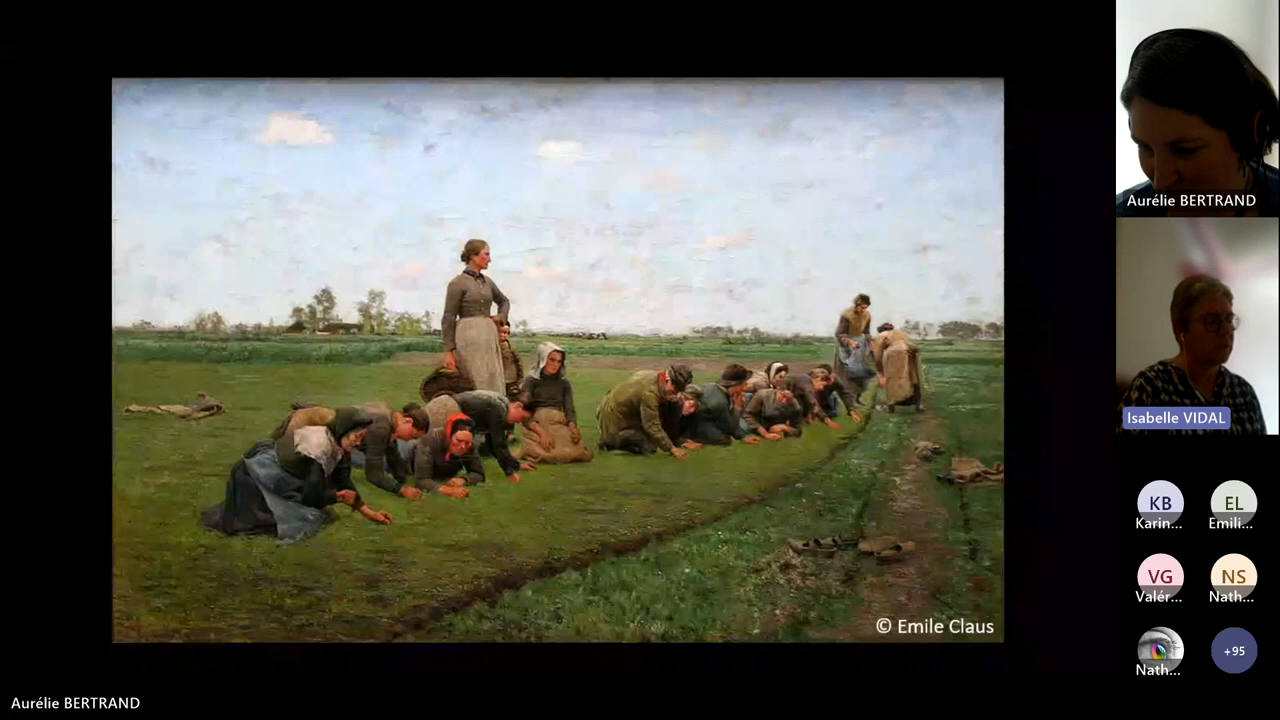 © Emile Claus
Aurélie BERTRAND
Isabelle VIDAL
KB
EL
Karin...
Emili...
VG
NS
Valér...
Nath...
Nath...
+95
Aurélie BERTRAND